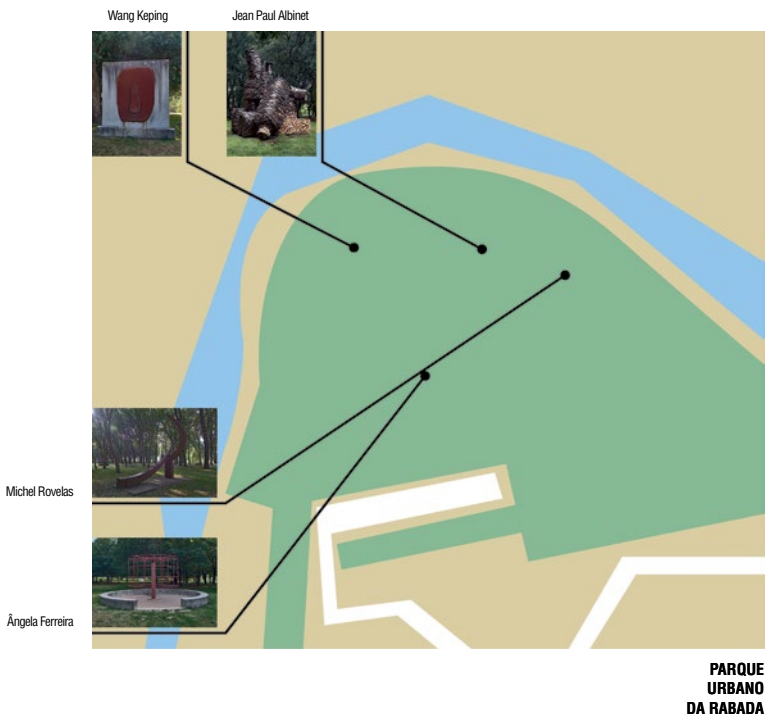 Wang Keping
Jean Paul Albinet
Michel Rovelas
Ângela Ferreira
PARQUE
URBANO
DA RABADA